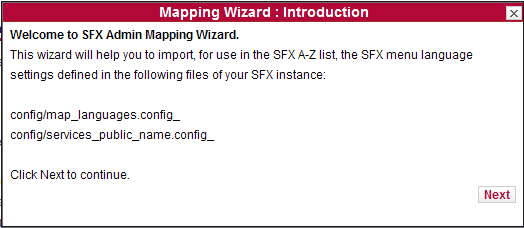 Mapping Wizard : Introduction
Welcome to SFX Admin Mapping Wizard.
This wizard will help you to import, for use in the SFX A-Z list, the SFX menu language
settings defined in the following files of your SFX instance:
config/map_languages.config_
config/services_public_name.config_
Click Next to continue.
Next